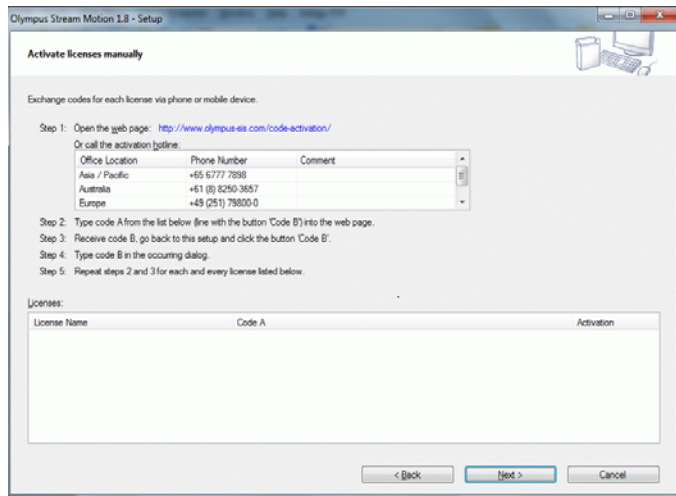 Olympus Stream Motion 1.8 - Setup
Activate licenses manually
Exchange codes for each license via phone or mobile device.
Step 1: Open the web page: http://www.olympus-sis.com/code-activation/
Or call the activation hotline:
Office Location Phone Number Comment
Asia / Pacific +65 6777 7898
Australia +61 (8) 8250-3657
Europe +49 (251) 79800-0
Step 2: Type code A from the list below (line with the button 'Code B') into the web page.
Step 3: Receive code B, go back to this setup and click the button 'Code B'.
Step 4: Type code B in the occurring dialog.
Step 5: Repeat steps 2 and 3 for each and every license listed below.
Licenses:
License Name Code A Activation
< Back Next > Cancel